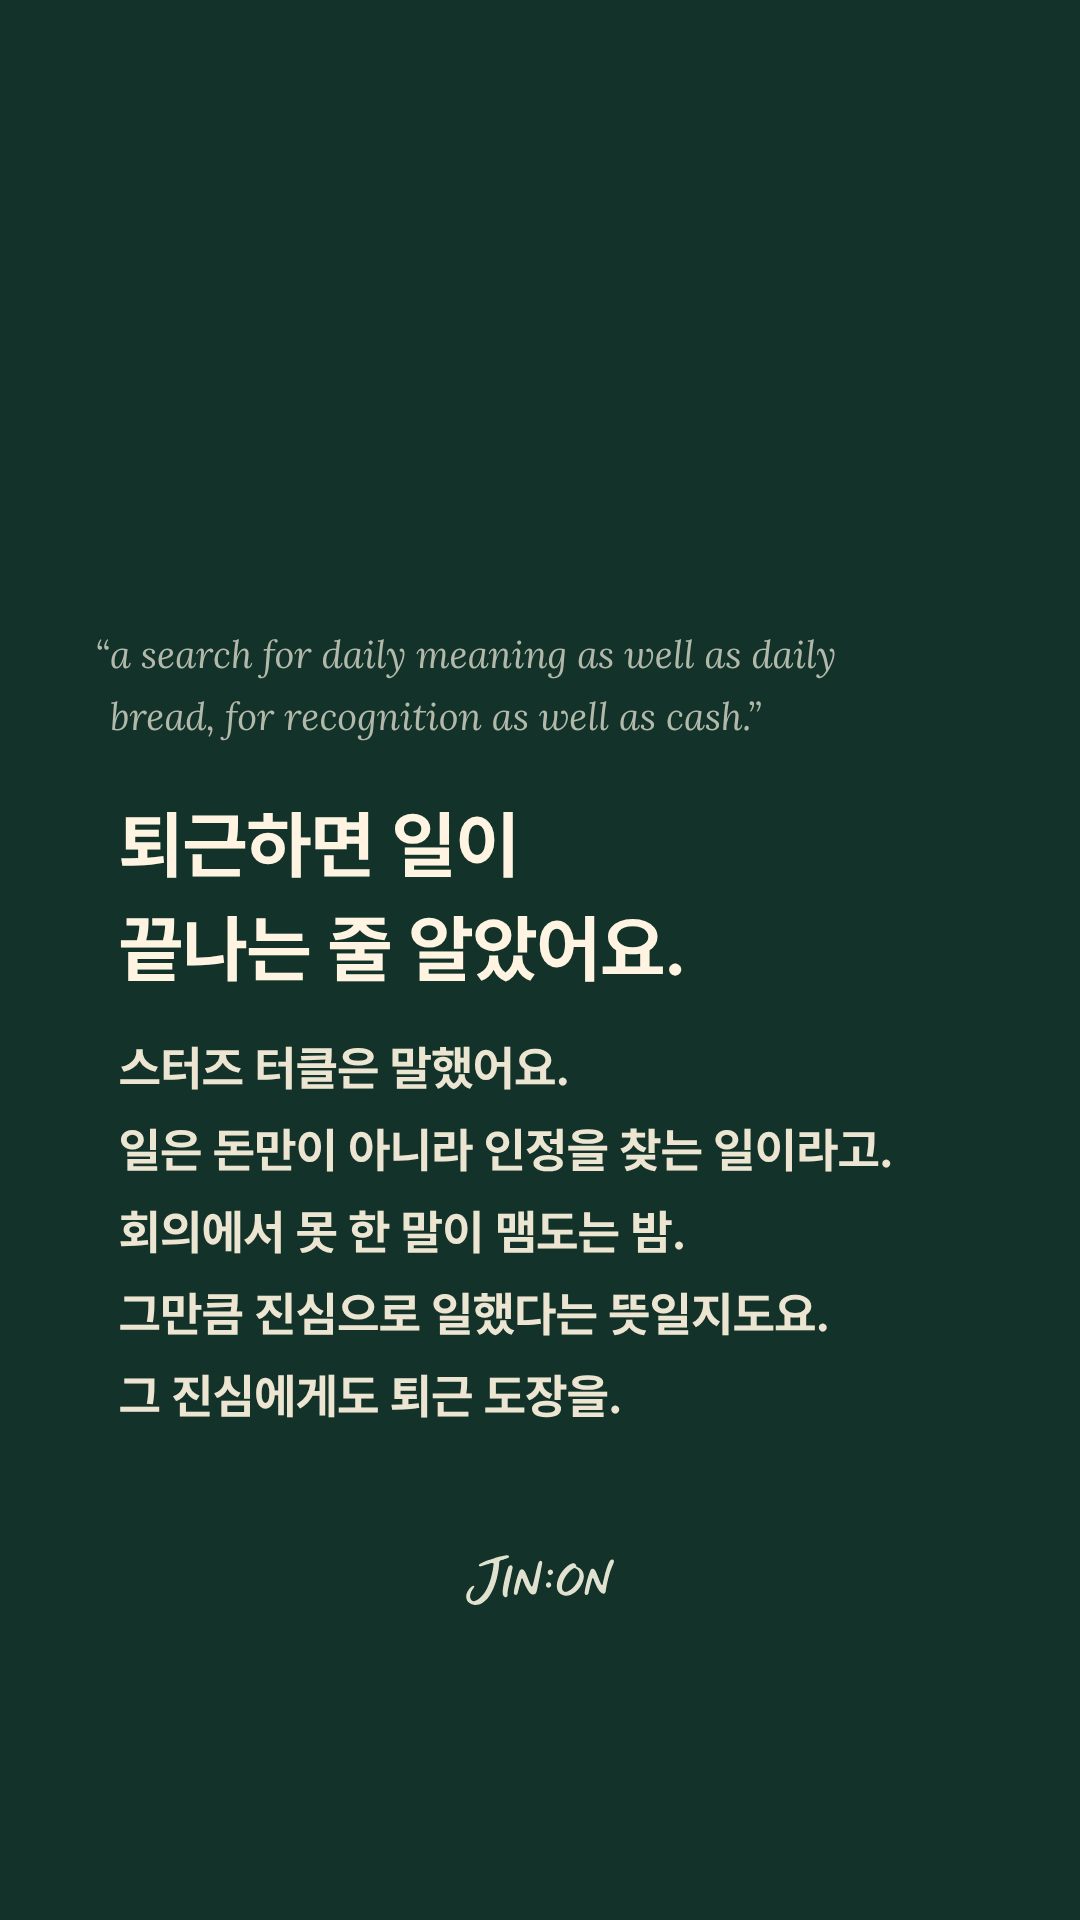 “a search for daily meaning as well as daily
bread, for recognition as well as cash.”
퇴근하면 일이
끝나는 줄 알았어요.
스터즈 터클은 말했어요.
일은 돈만이 아니라 인정을 찾는 일이라고.
회의에서 못 한 말이 맴도는 밤.
그만큼 진심으로 일했다는 뜻일지도요.
그 진심에게도 퇴근 도장을.
JIN:ON